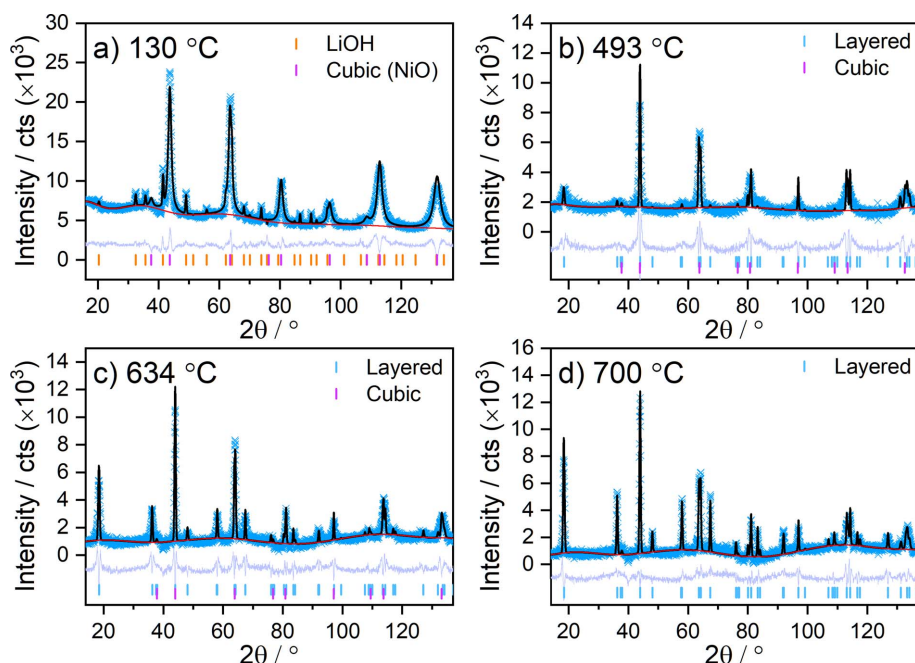 a) 130 °C
LiOH
Cubic (NiO)
Intensity / cts (×10³)
30
25
20
15
10
5
0
20 40 60 80 100 120
2θ / °
b) 493 °C
Layered
Cubic
Intensity / cts (×10³)
14
12
10
8
6
4
2
0
20 40 60 80 100 120
2θ / °
c) 634 °C
Layered
Cubic
Intensity / cts (×10³)
14
12
10
8
6
4
2
0
20 40 60 80 100 120
2θ / °
d) 700 °C
Layered
Intensity / cts (×10³)
16
14
12
10
8
6
4
2
0
20 40 60 80 100 120
2θ / °